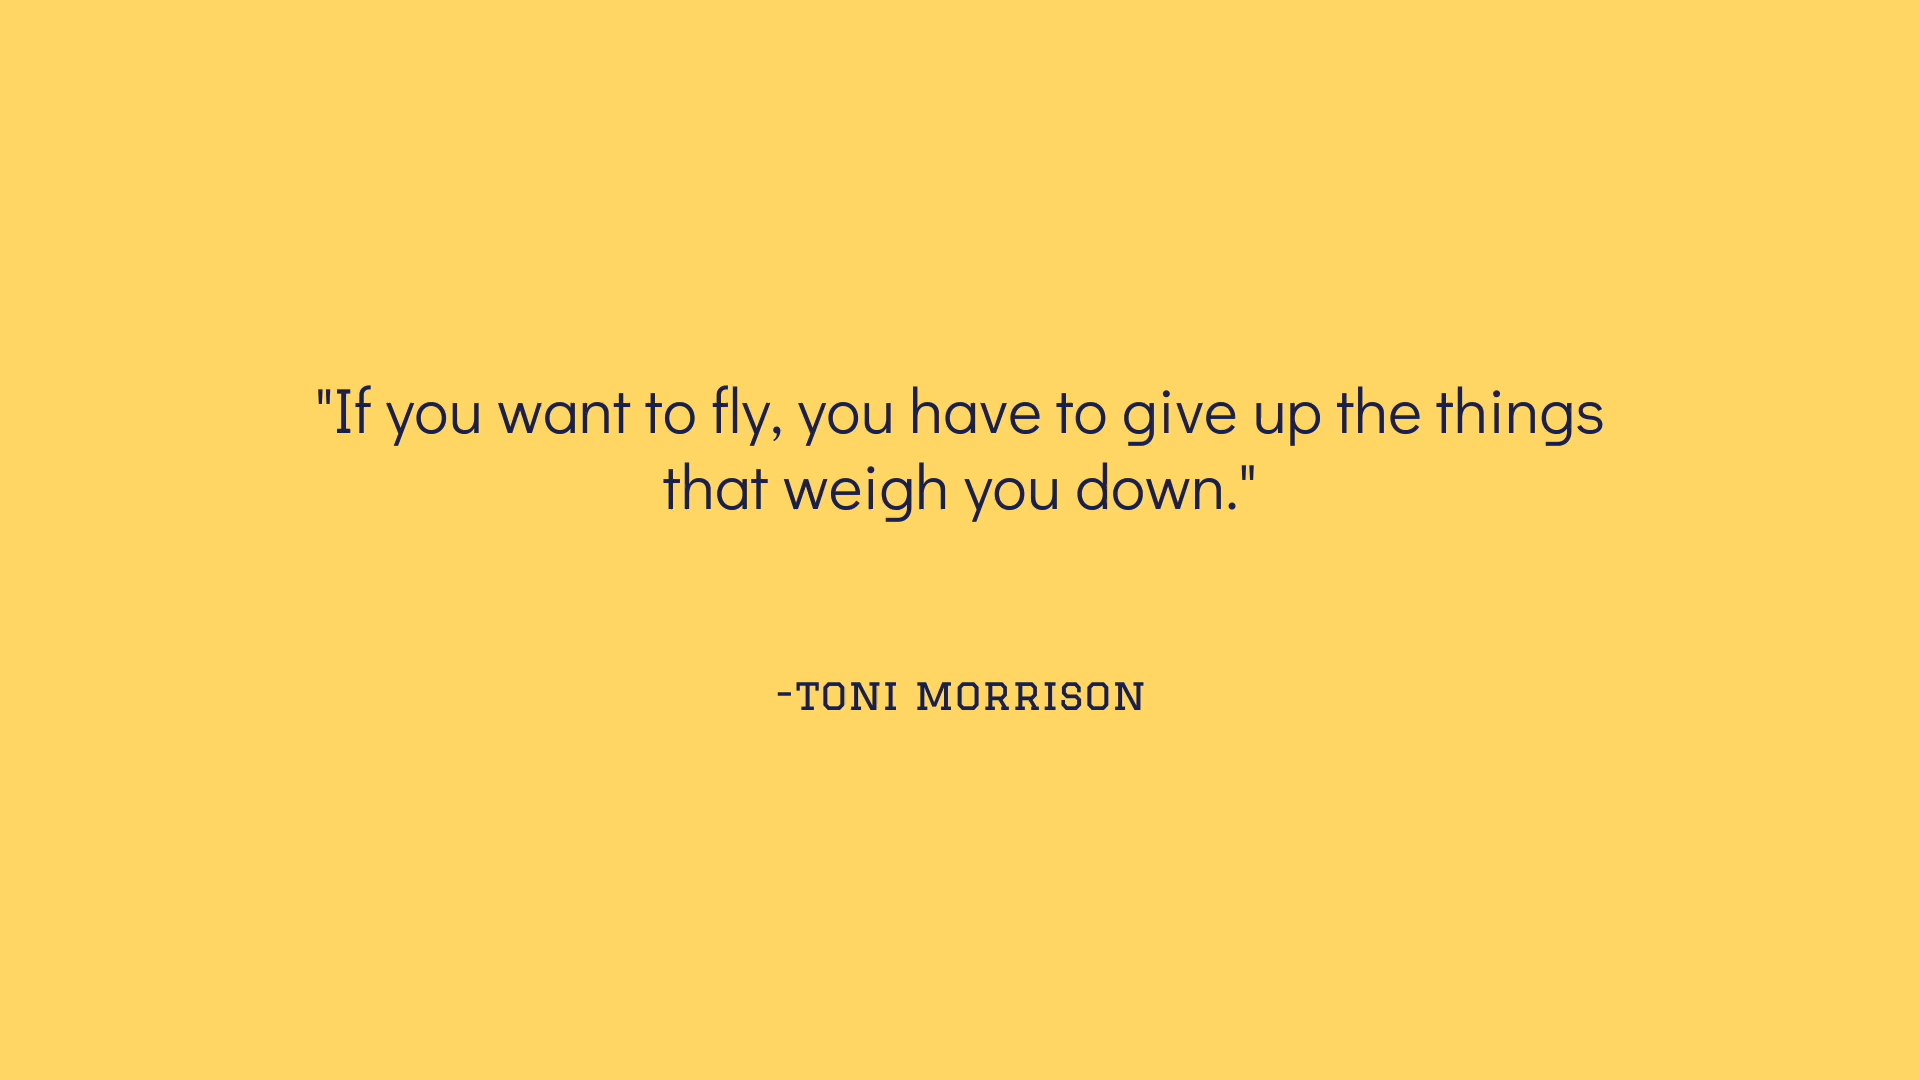 "If you want to fly, you have to give up the things
that weigh you down."
-TONI MORRISON